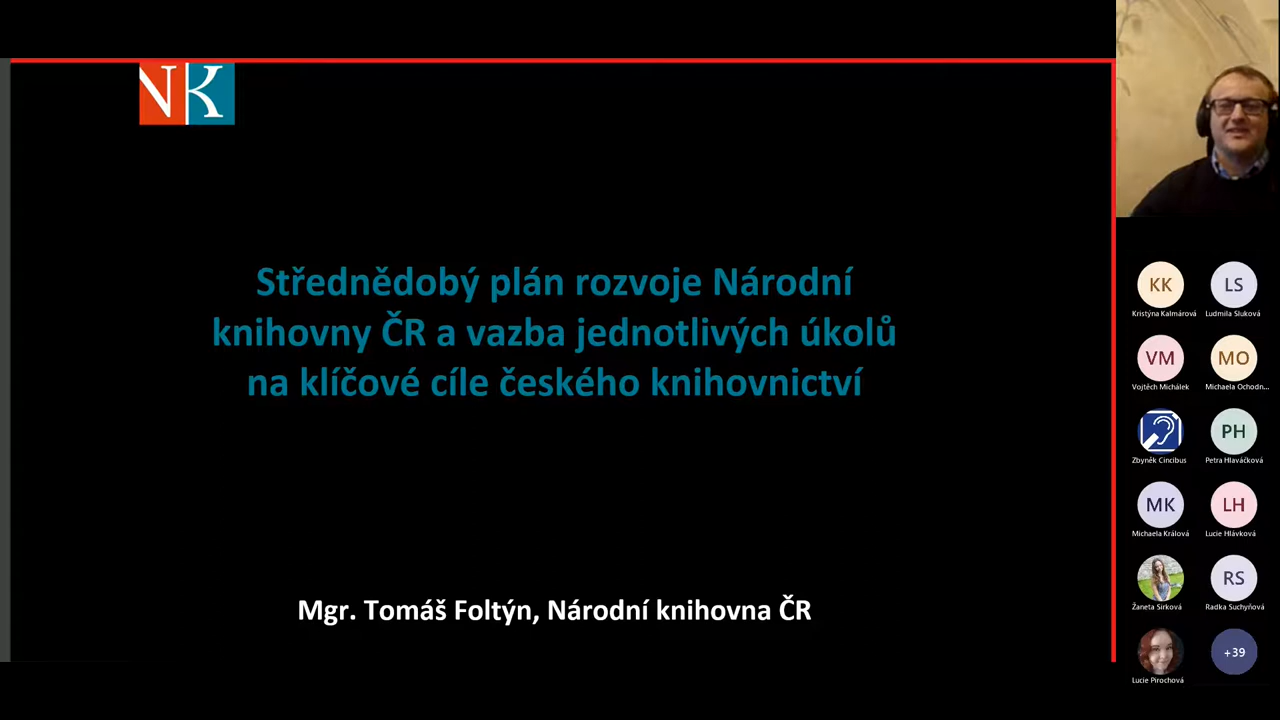 NK
Střednědobý plán rozvoje Národní
knihovny ČR a vazba jednotlivých úkolů
na klíčové cíle českého knihovnictví
Mgr. Tomáš Foltýn, Národní knihovna ČR
KK
LS
Kristýna Kalmárová
Ludmila Sluková
VM
MO
Vojtěch Michálek
Michaela Ochodn...
PH
Zbyněk Cincibus
Petra Hlaváčková
MK
LH
Michaela Králová
Lucie Hlávková
RS
Žaneta Sirková
Radka Suchyňová
+39
Lucie Pirochová